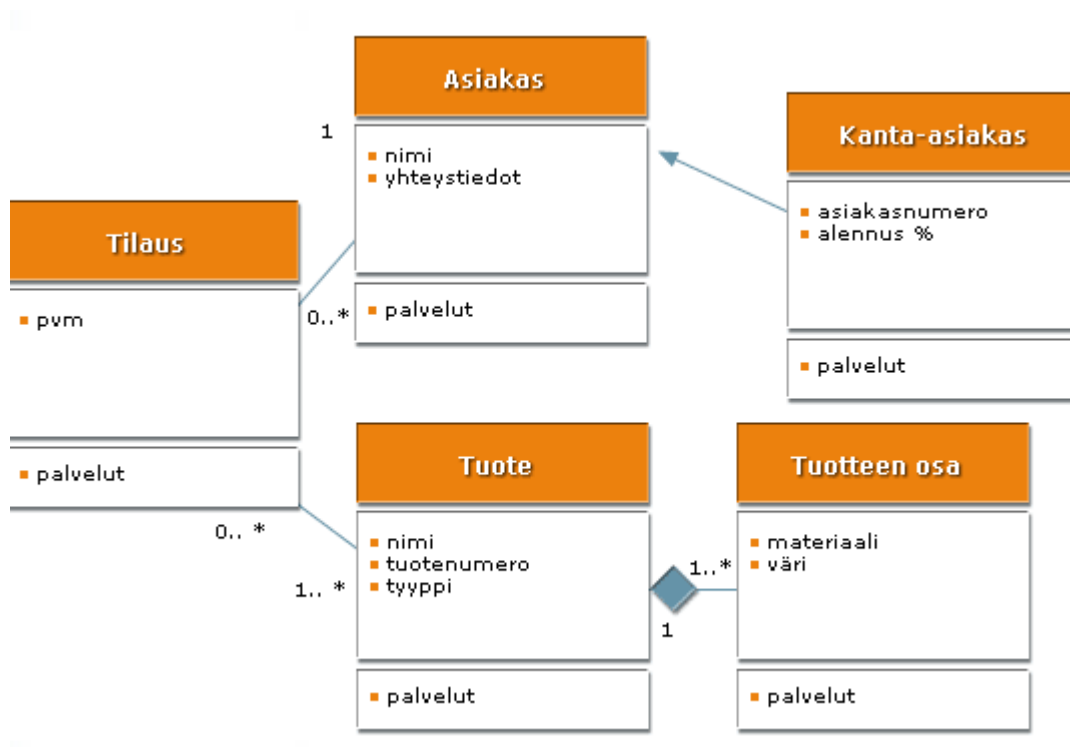 Asiakas
1
nimi
yhteystiedot
0..*
palvelut
Kanta-asiakas
asiakasnumero
alennus %
palvelut
Tilaus
pvm
palvelut
0.. *
1.. *
Tuote
nimi
tuotenumero
tyyppi
palvelut
1
1..*
Tuotteen osa
materiaali
väri
palvelut